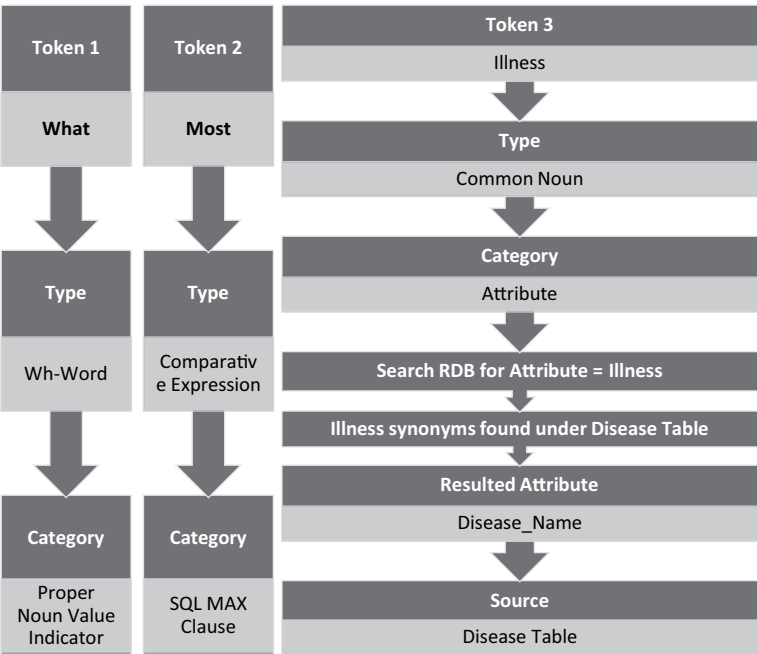 Token 1
What
Type
Wh-Word
Category
Proper
Noun Value
Indicator
Token 2
Most
Type
Comparativ
e Expression
Category
SQL MAX
Clause
Token 3
Illness
Type
Common Noun
Category
Attribute
Search RDB for Attribute = Illness
Illness synonyms found under Disease Table
Resulted Attribute
Disease_Name
Source
Disease Table